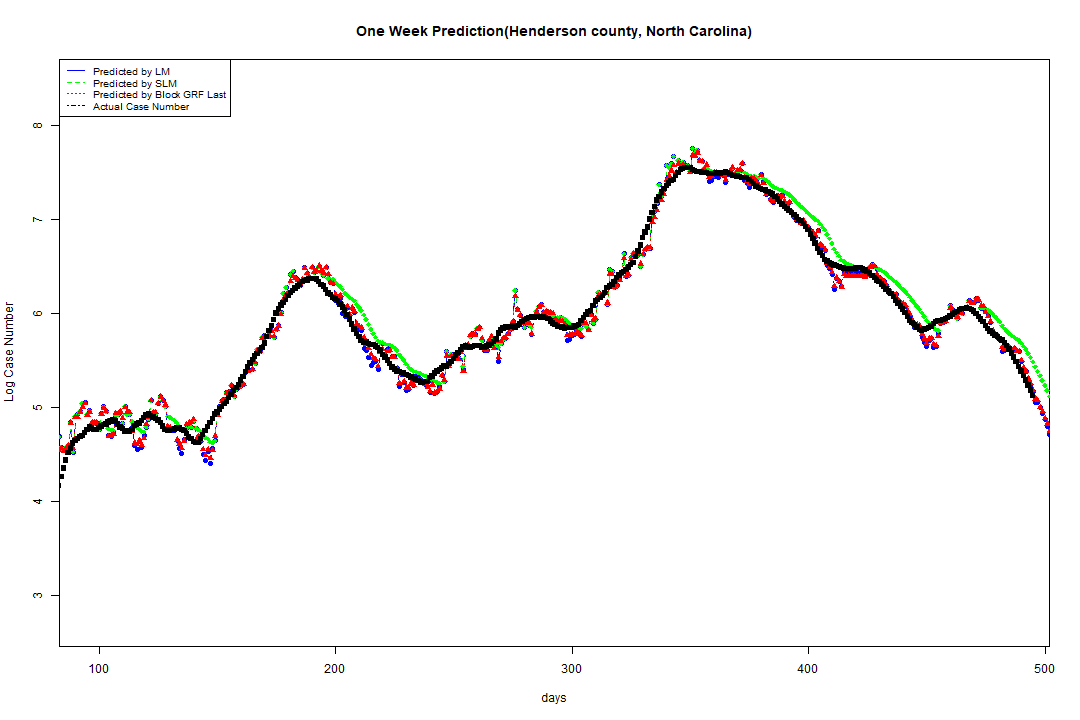 One Week Prediction(Henderson county, North Carolina)
Predicted by LM
Predicted by SLM
Predicted by Block GRF Last
Actual Case Number
8
7
6
5
4
3
Log Case Number
100 200 300 400 500
days